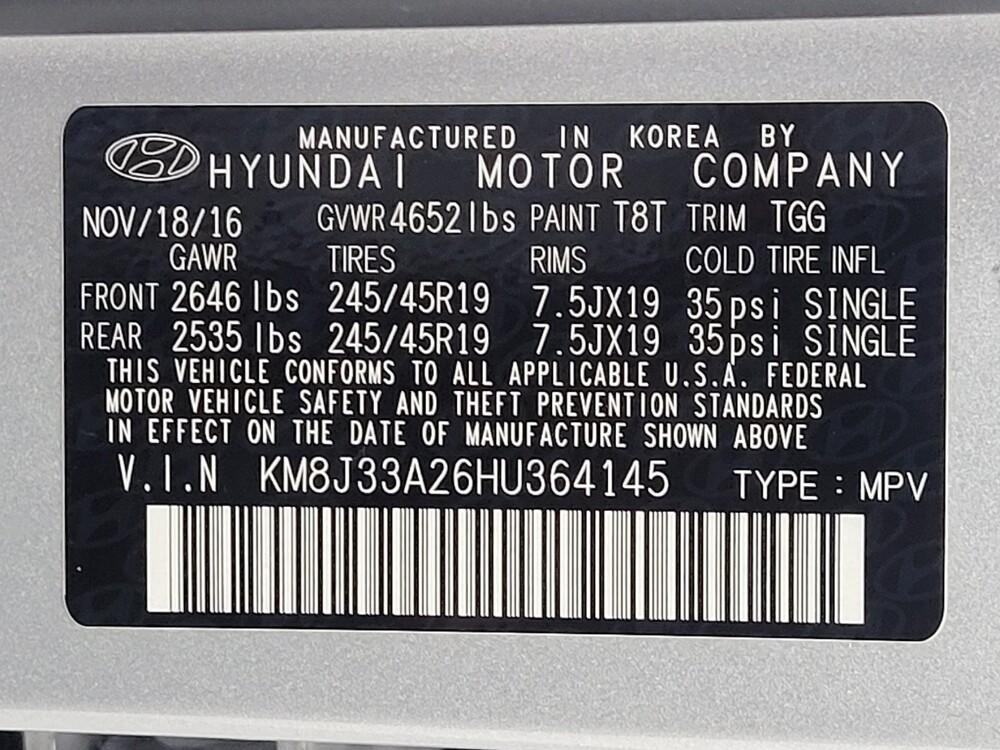 MANUFACTURED IN KOREA BY
HYUNDAI MOTOR COMPANY
NOV/18/16 GVWR 4652 lbs PAINT T8T TRIM TGG
GAWR TIRES RIMS COLD TIRE INFL
FRONT 2646 lbs 245/45R19 7.5JX19 35psi SINGLE
REAR 2535 lbs 245/45R19 7.5JX19 35psi SINGLE
THIS VEHICLE CONFORMS TO ALL APPLICABLE U.S.A. FEDERAL
MOTOR VEHICLE SAFETY AND THEFT PREVENTION STANDARDS
IN EFFECT ON THE DATE OF MANUFACTURE SHOWN ABOVE
V.I.N KM8J33A26HU364145 TYPE : MPV